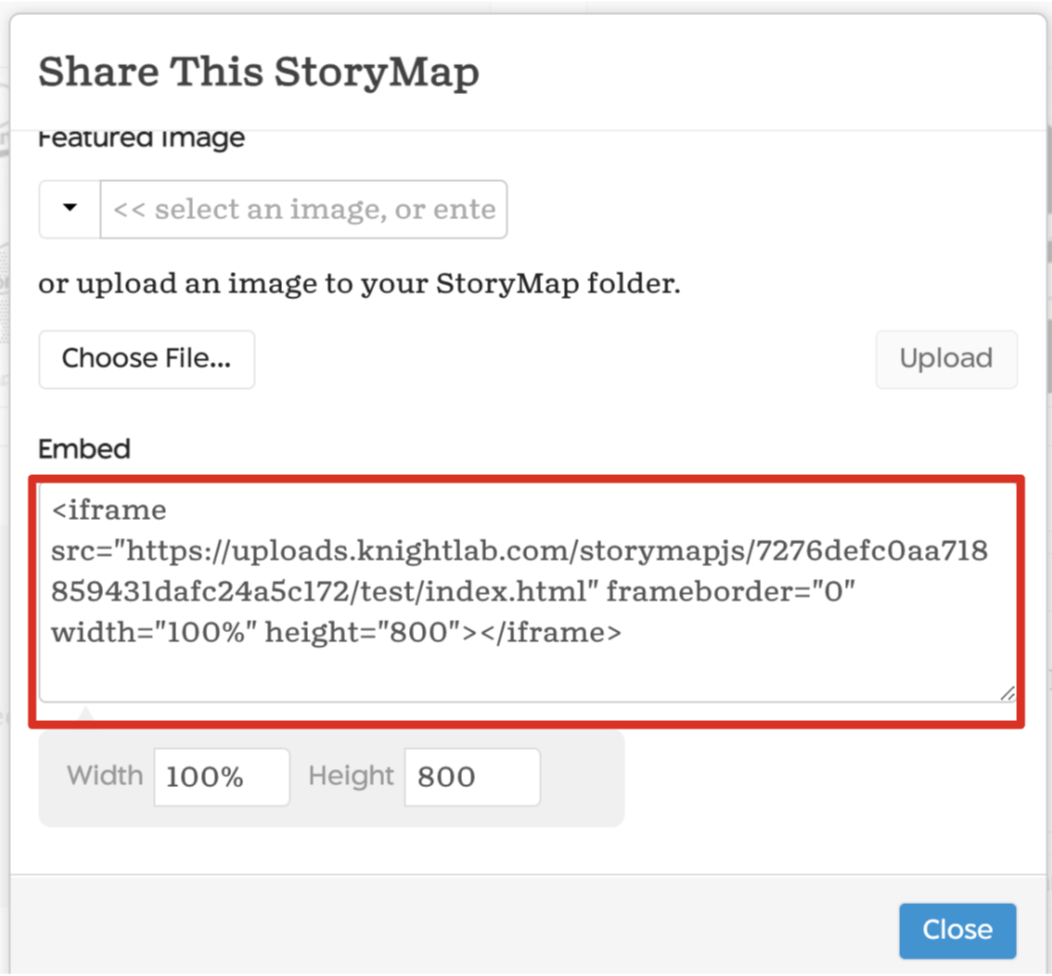 Share This StoryMap
Featured Image
<< select an image, or ente
or upload an image to your StoryMap folder.
Choose File...
Upload
Embed
<iframe
src="https://uploads.knightlab.com/storymapjs/7276defc0aa718
859431dafc24a5c172/test/index.html" frameborder="0"
width="100%" height="800"></iframe>
Width 100% Height 800
Close